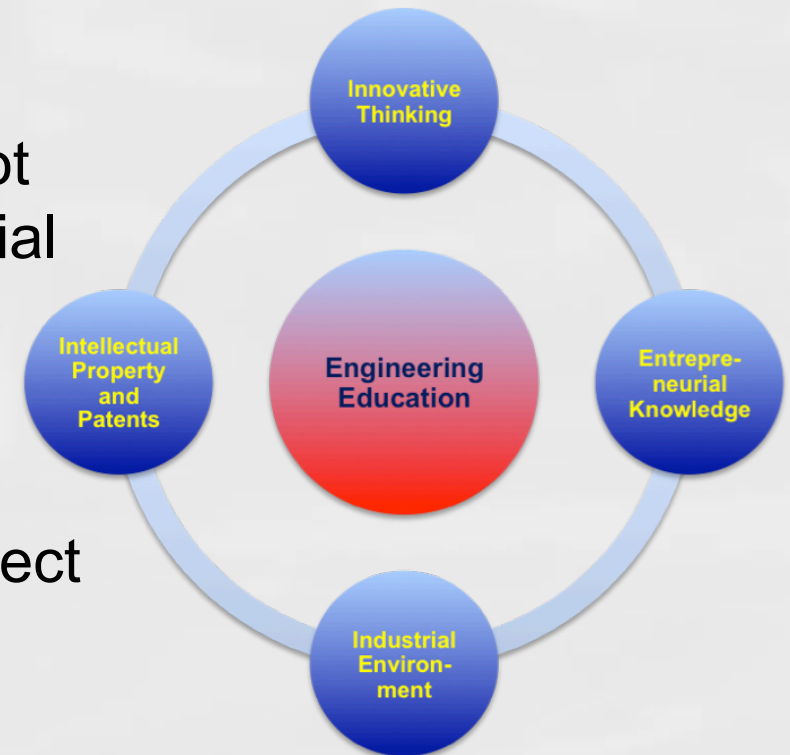 Innovative
Thinking
Intellectual
Property
and
Patents
Engineering
Education
Entrepre-
neurial
Knowledge
Industrial
Environ-
ment